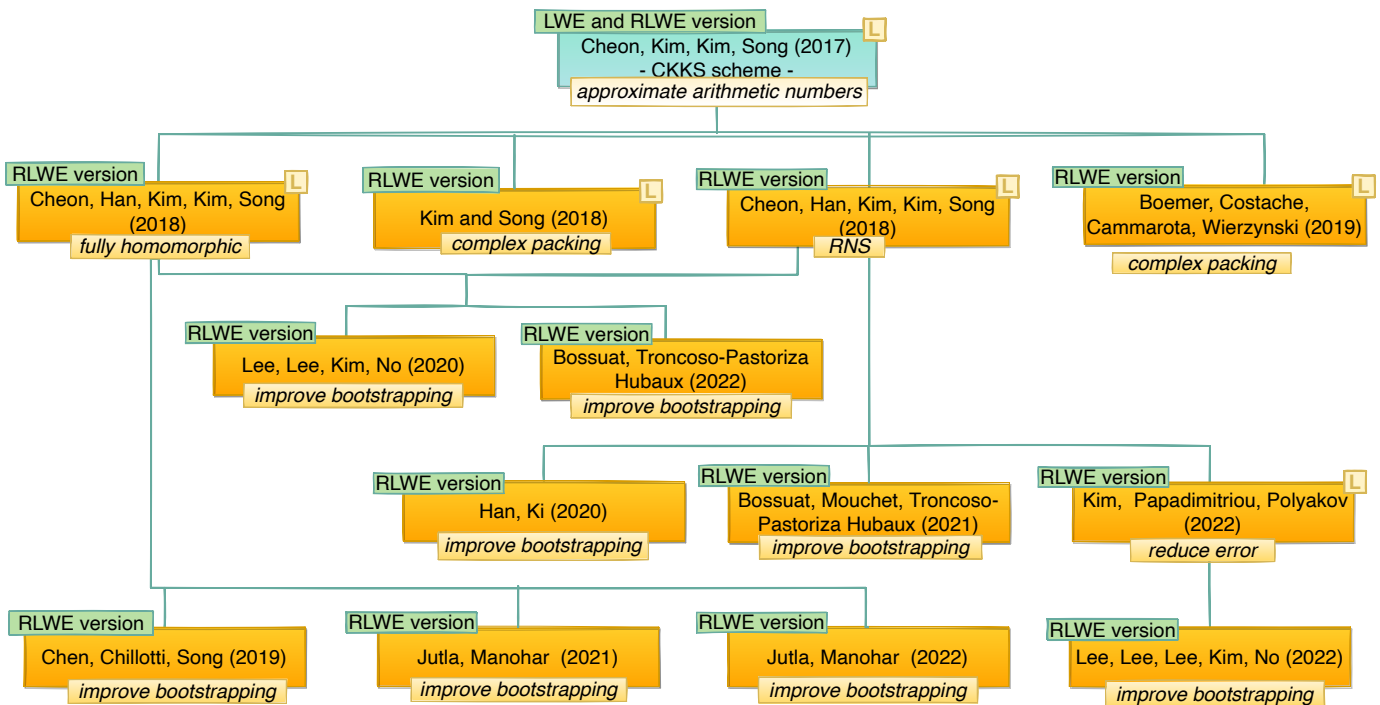 LWE and RLWE version
L
Cheon, Kim, Kim, Song (2017)
- CKKS scheme -
approximate arithmetic numbers
RLWE version
L
Cheon, Han, Kim, Kim, Song
(2018)
fully homomorphic
RLWE version
L
Kim and Song (2018)
complex packing
RLWE version
L
Cheon, Han, Kim, Kim, Song
(2018)
RNS
RLWE version
L
Boemer, Costache,
Cammarota, Wierzynski (2019)
complex packing
RLWE version
Lee, Lee, Kim, No (2020)
improve bootstrapping
RLWE version
Bossuat, Troncoso-Pastoriza
Hubaux (2022)
improve bootstrapping
RLWE version
Han, Ki (2020)
improve bootstrapping
RLWE version
Bossuat, Mouchet, Troncoso-
Pastoriza Hubaux (2021)
improve bootstrapping
RLWE version
L
Kim, Papadimitriou, Polyakov
(2022)
reduce error
RLWE version
Chen, Chillotti, Song (2019)
improve bootstrapping
RLWE version
Jutla, Manohar (2021)
improve bootstrapping
RLWE version
Jutla, Manohar (2022)
improve bootstrapping
RLWE version
Lee, Lee, Lee, Kim, No (2022)
improve bootstrapping